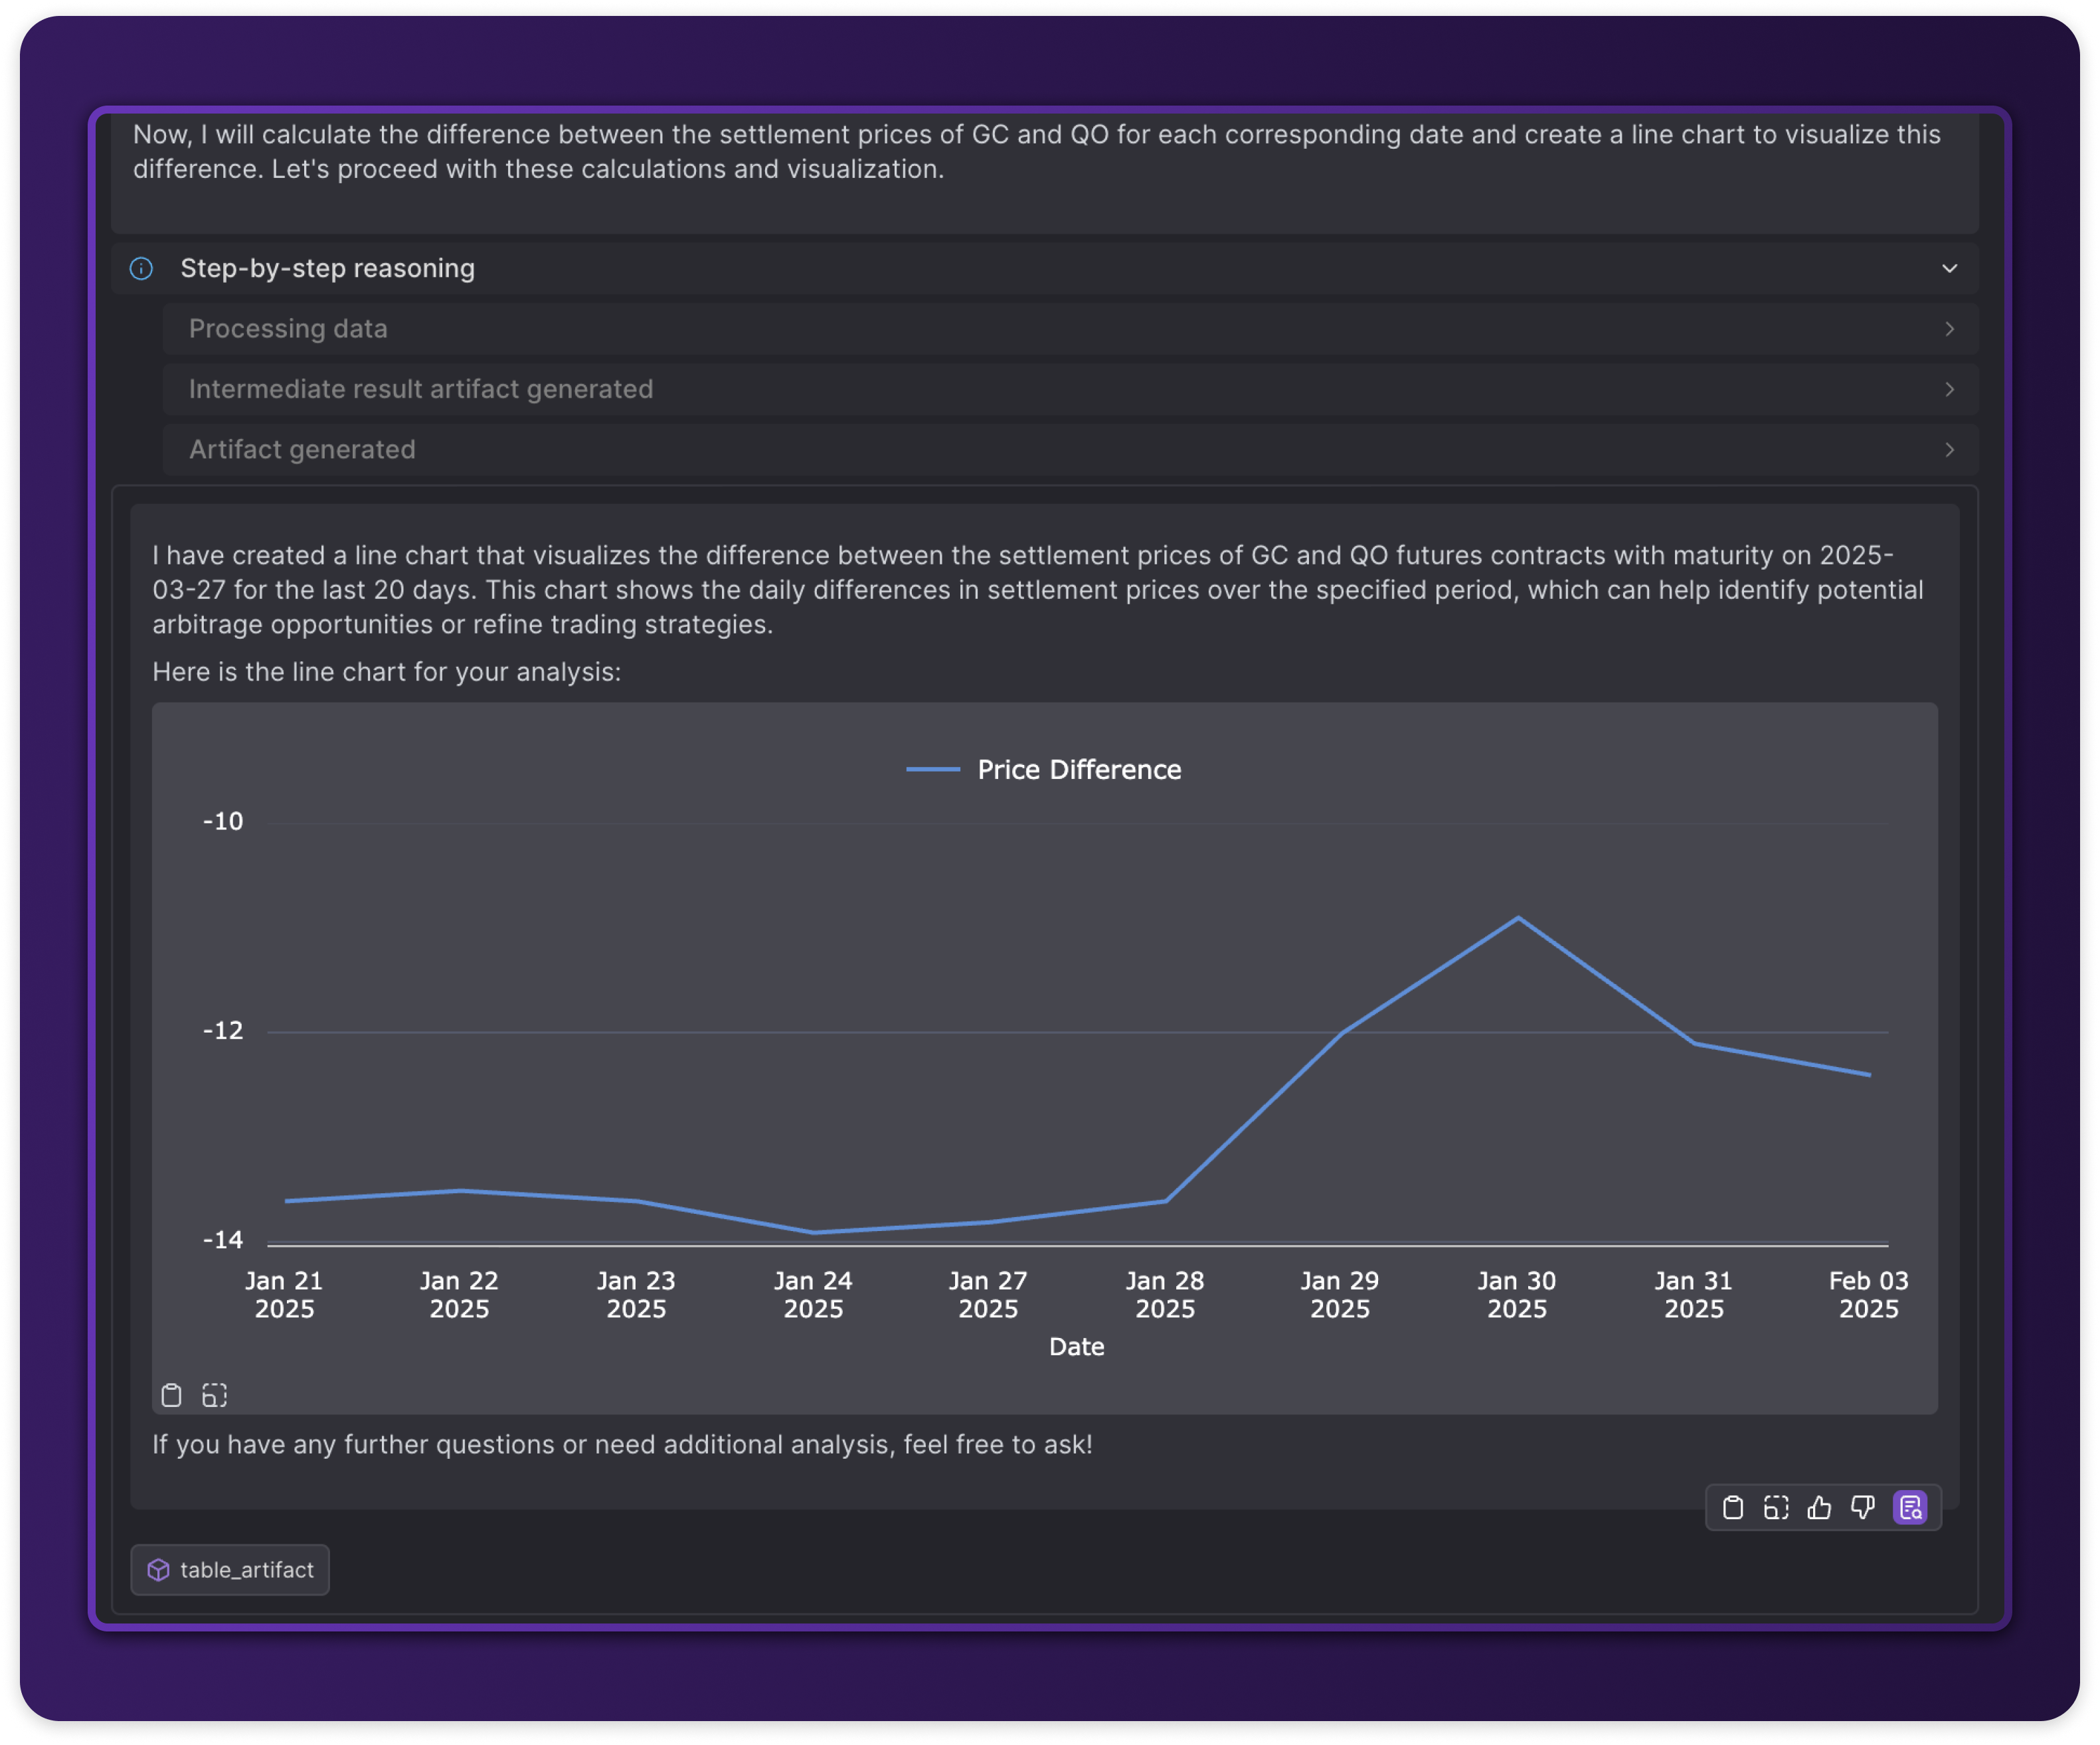 Now, I will calculate the difference between the settlement prices of GC and QO for each corresponding date and create a line chart to visualize this
difference. Let's proceed with these calculations and visualization.
Step-by-step reasoning
Processing data
Intermediate result artifact generated
Artifact generated
I have created a line chart that visualizes the difference between the settlement prices of GC and QO futures contracts with maturity on 2025-
03-27 for the last 20 days. This chart shows the daily differences in settlement prices over the specified period, which can help identify potential
arbitrage opportunities or refine trading strategies.
Here is the line chart for your analysis:
Price Difference
-10
-12
-14
Jan 21 Jan 22 Jan 23 Jan 24 Jan 27 Jan 28 Jan 29 Jan 30 Jan 31 Feb 03
2025 2025 2025 2025 2025 2025 2025 2025 2025 2025
Date
If you have any further questions or need additional analysis, feel free to ask!
table_artifact